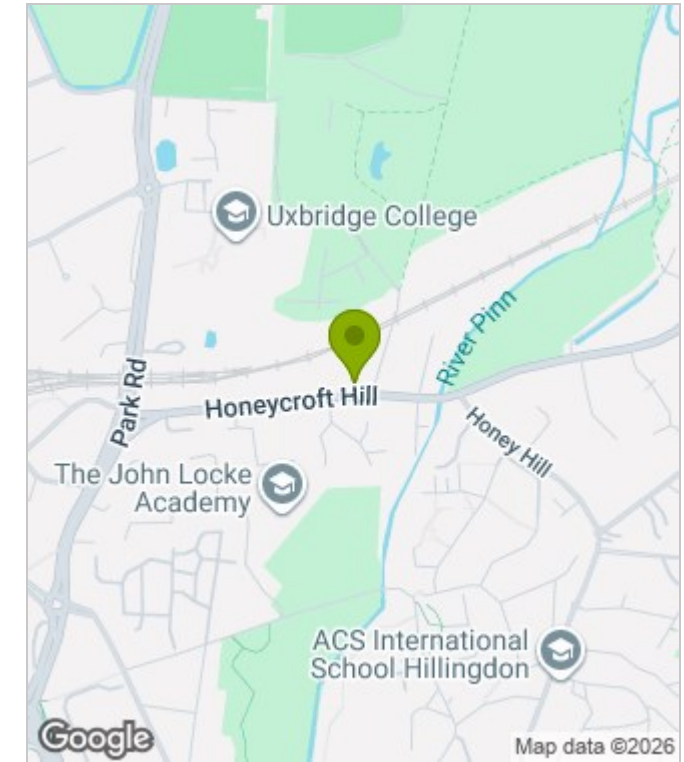 Uxbridge College
River Pinn
Park Rd
Honeycroft Hill
Honey Hill
The John Locke
Academy
ACS International
School Hillingdon
Google
Map data ©2026